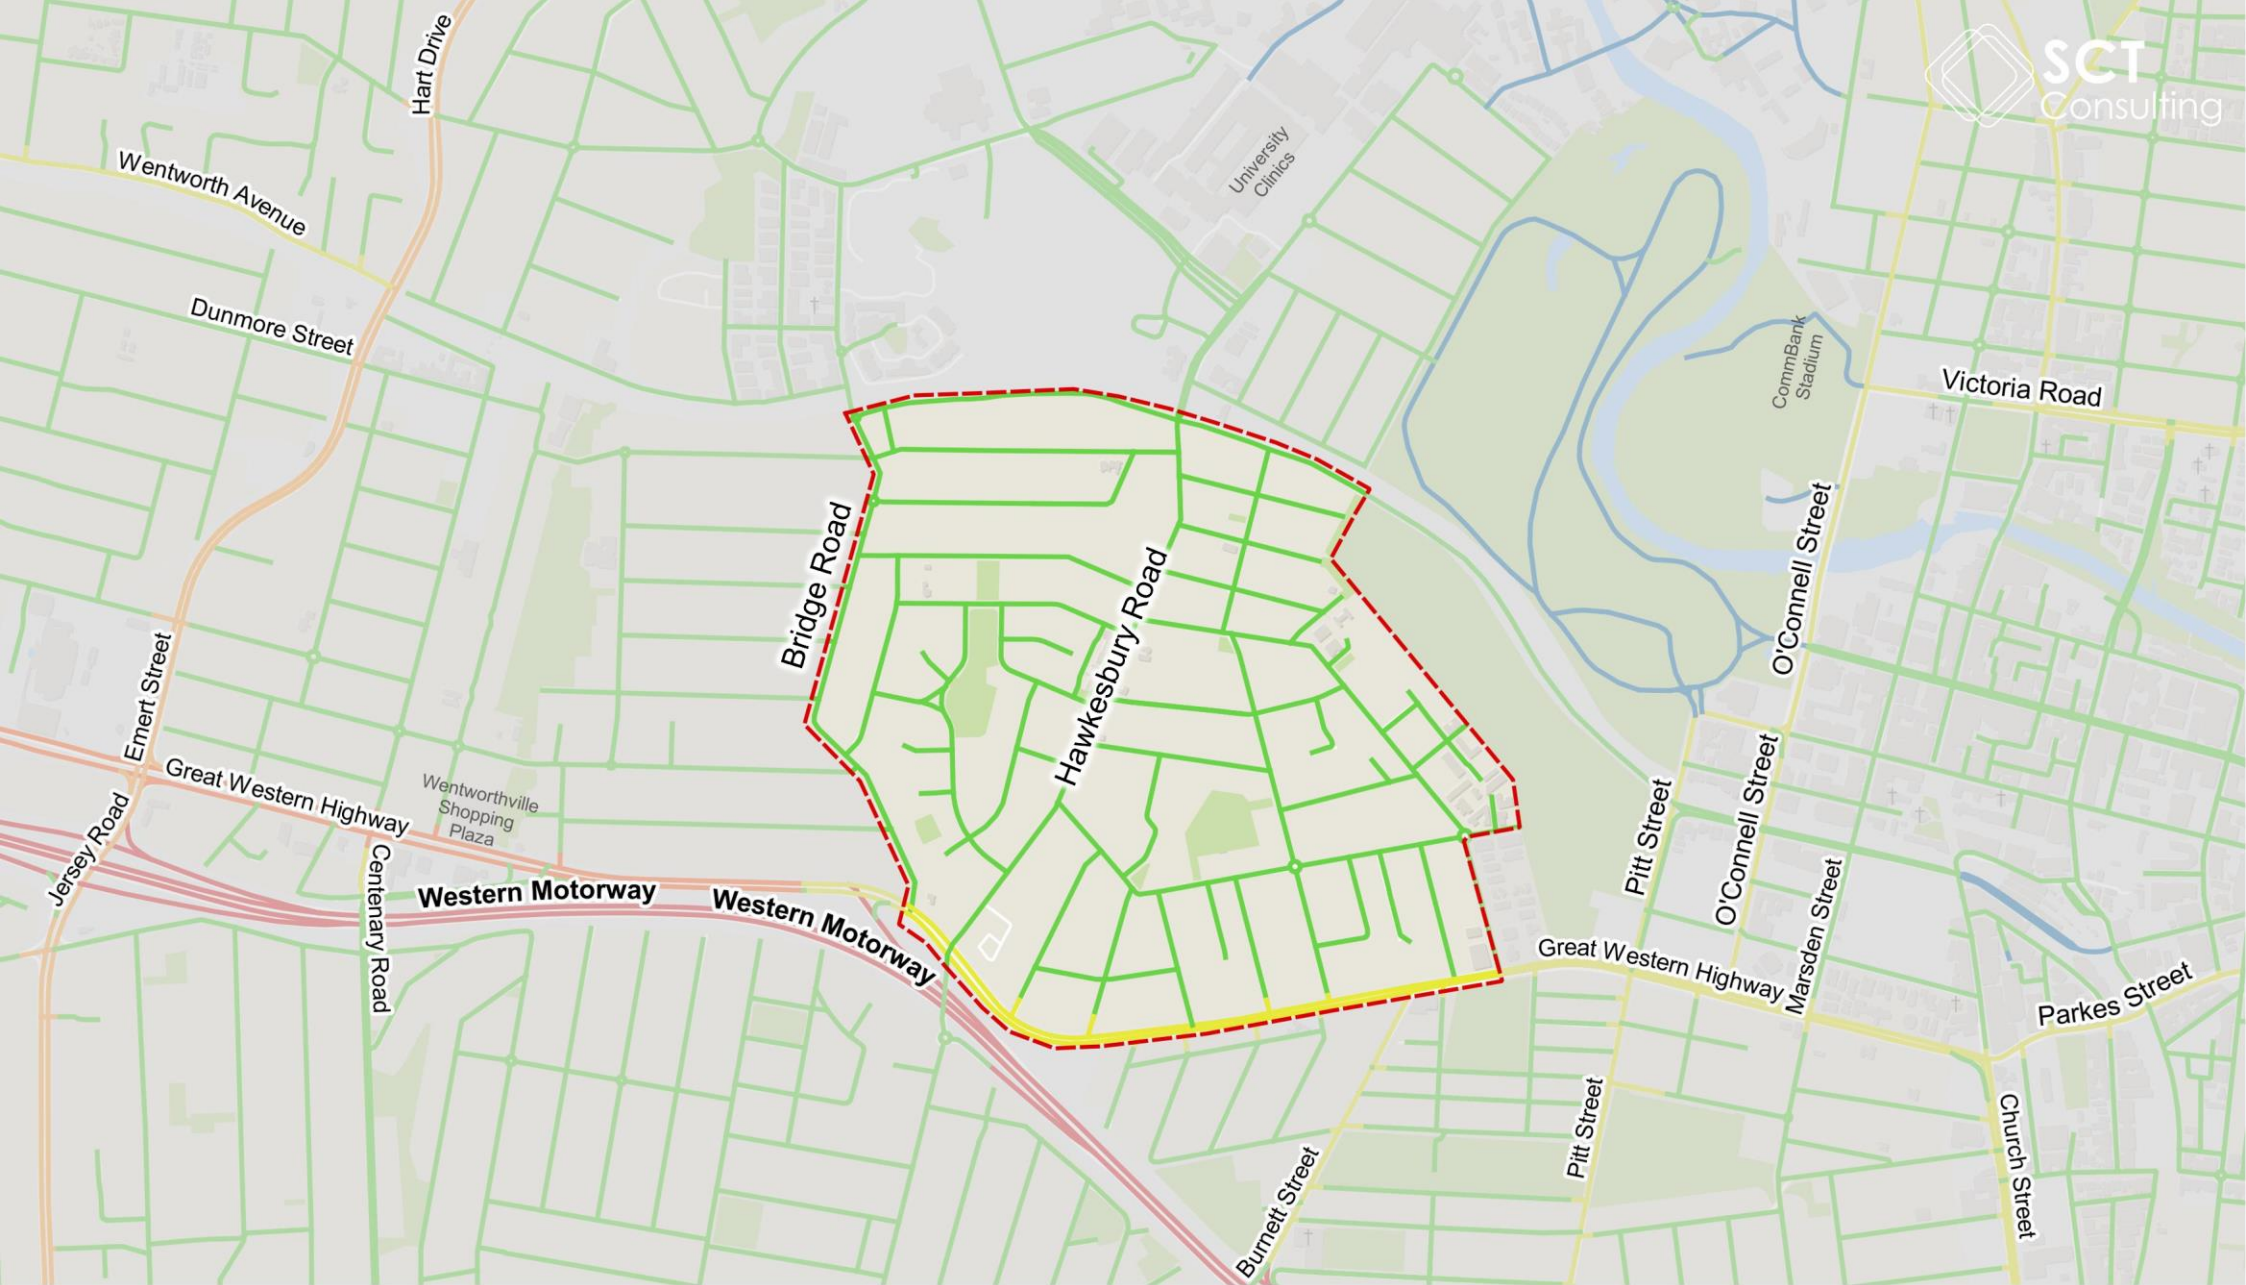 Hart Drive
SCT
Consulting
Wentworth Avenue
University
Clinics
Dunmore Street
CommBank
Stadium
Victoria Road
Bridge Road
O'Connell Street
Hawkesbury Road
Emert Street
Great Western Highway
Wentworthville
Shopping
Plaza
Pitt Street
O'Connell Street
Jersey Road
Centenary Road
Western Motorway
Western Motorway
Marsden Street
Great Western Highway
Parkes Street
Pitt Street
Church Street
Burnett Street